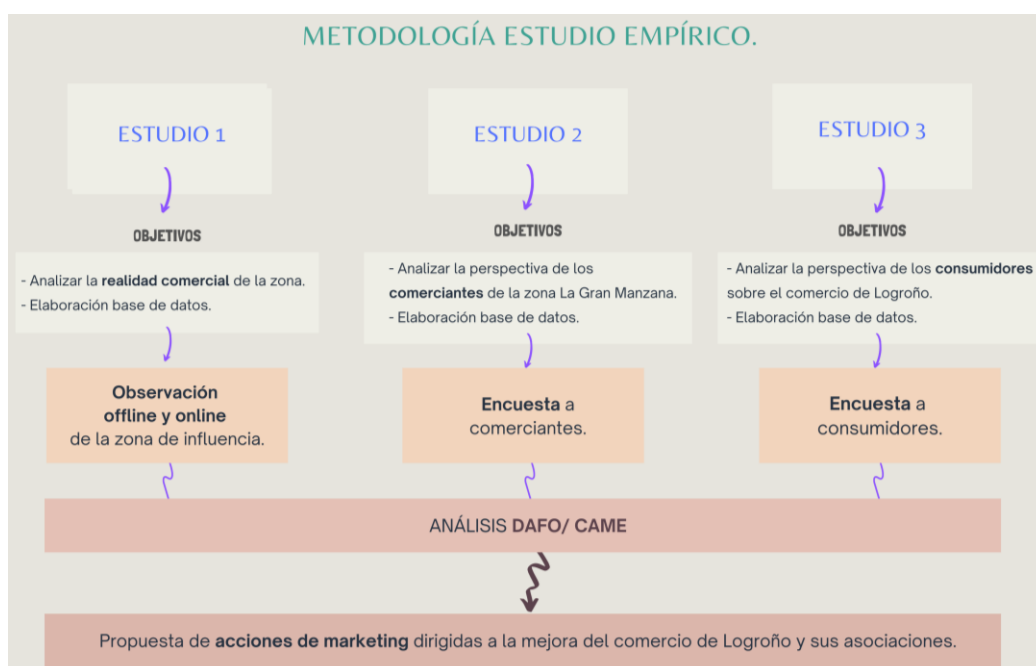 METODOLOGÍA ESTUDIO EMPÍRICO.
ESTUDIO 1
OBJETIVOS
- Analizar la realidad comercial de la zona.
- Elaboración base de datos.
Observación
offline y online
de la zona de influencia.
ESTUDIO 2
OBJETIVOS
- Analizar la perspectiva de los
comerciantes de la zona La Gran Manzana.
- Elaboración base de datos.
Encuesta a
comerciantes.
ESTUDIO 3
OBJETIVOS
- Analizar la perspectiva de los consumidores
sobre el comercio de Logroño.
- Elaboración base de datos.
Encuesta a
consumidores.
ANÁLISIS DAFO/ CAME
Propuesta de acciones de marketing dirigidas a la mejora del comercio de Logroño y sus asociaciones.